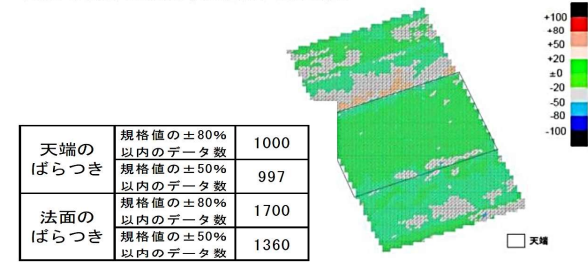 天端の
ばらつき
規格値の±80%
以内のデータ数
1000
規格値の±50%
以内のデータ数
997
法面の
ばらつき
規格値の±80%
以内のデータ数
1700
規格値の±50%
以内のデータ数
1360
+100
+80
+50
+20
±0
-20
-50
-80
-100
天端